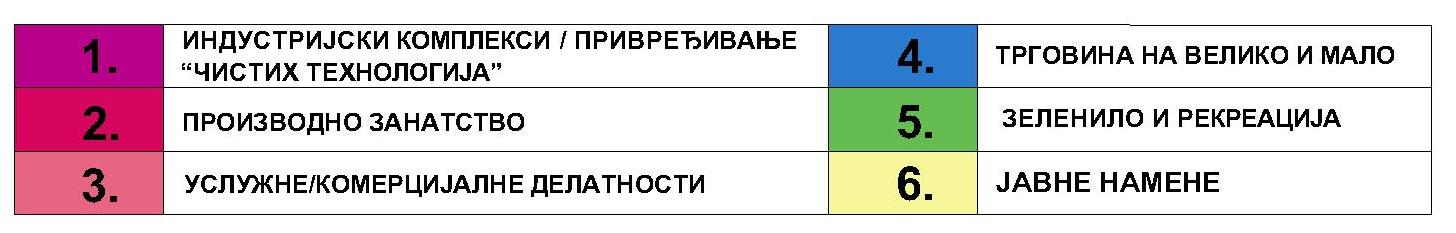 1. ИНДУСТРИЈСКИ КОМПЛЕКСИ / ПРИВРЕЂИВАЊЕ
“ЧИСТИХ ТЕХНОЛОГИЈА”
2. ПРОИЗВОДНО ЗАНАТСТВО
3. УСЛУЖНЕ/КОМЕРЦИЈАЛНЕ ДЕЛАТНОСТИ
4. ТРГОВИНА НА ВЕЛИКО И МАЛО
5. ЗЕЛЕНИЛО И РЕКРЕАЦИЈА
6. ЈАВНЕ НАМЕНЕ